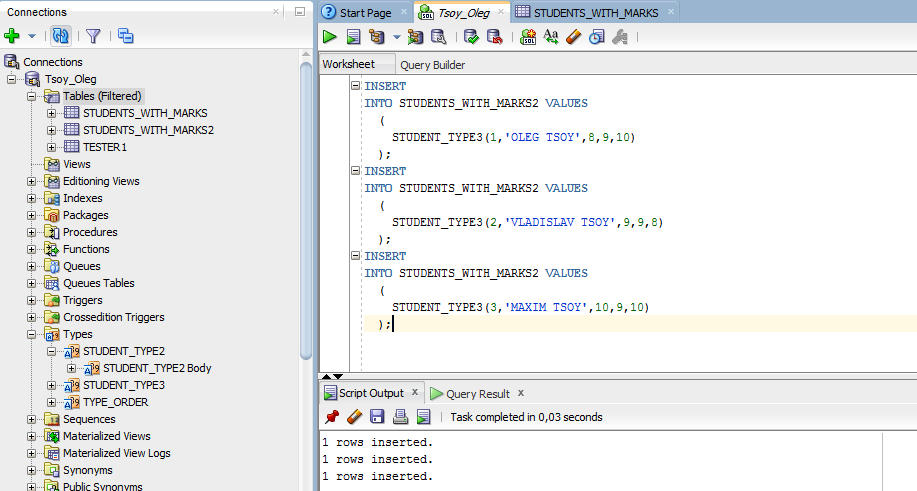 Connections
Connections
Tsoy_Oleg
Tables (Filtered)
STUDENTS_WITH_MARKS
STUDENTS_WITH_MARKS2
TESTER1
Views
Editioning Views
Indexes
Packages
Procedures
Functions
Queues
Queues Tables
Triggers
Crossedition Triggers
Types
STUDENT_TYPE2
STUDENT_TYPE2 Body
STUDENT_TYPE3
TYPE_ORDER
Sequences
Materialized Views
Materialized View Logs
Synonyms
Public Synonyms
Start Page Tsoy_Oleg STUDENTS_WITH_MARKS
Worksheet Query Builder
INSERT
INTO STUDENTS_WITH_MARKS2 VALUES
(
STUDENT_TYPE3(1,'OLEG TSOY',8,9,10)
);
INSERT
INTO STUDENTS_WITH_MARKS2 VALUES
(
STUDENT_TYPE3(2,'VLADISLAV TSOY',9,9,8)
);
INSERT
INTO STUDENTS_WITH_MARKS2 VALUES
(
STUDENT_TYPE3(3,'MAXIM TSOY',10,9,10)
);
Script Output x Query Result x
Task completed in 0,03 seconds
1 rows inserted.
1 rows inserted.
1 rows inserted.